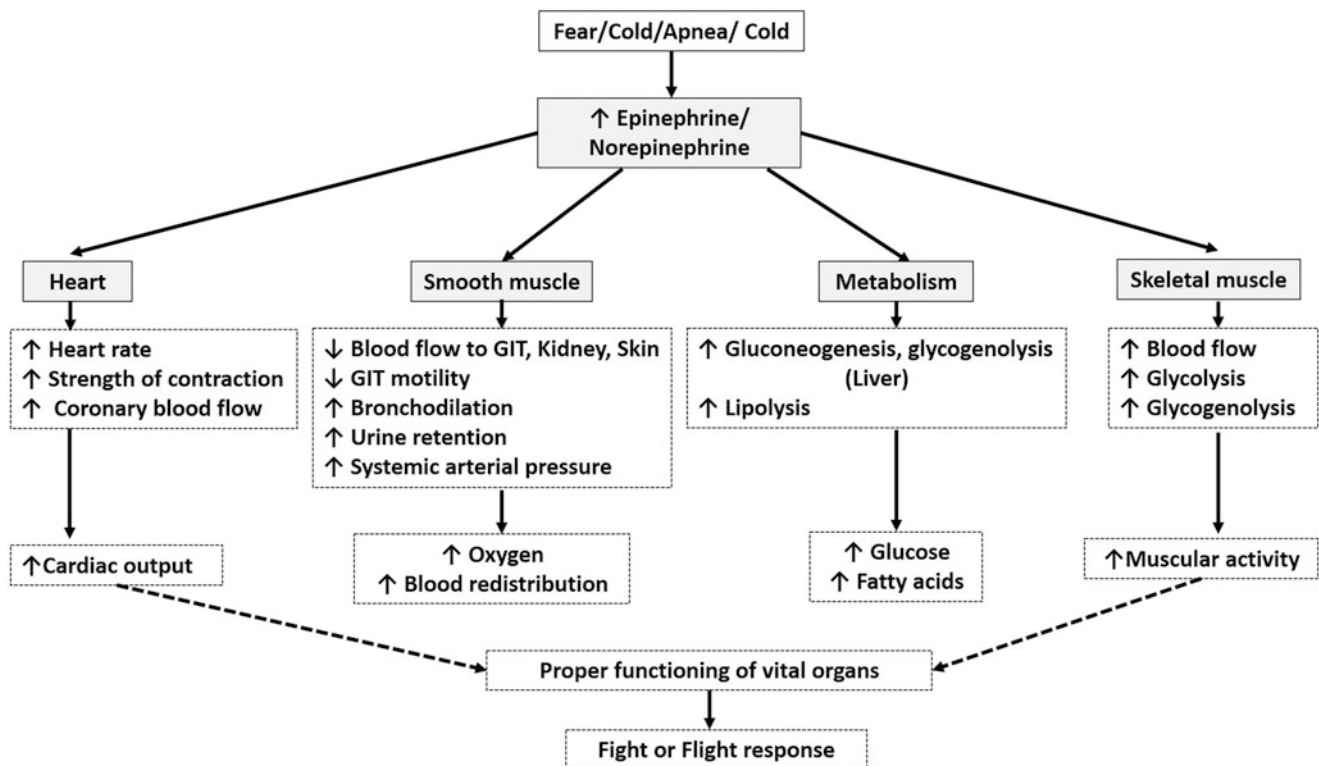 Fear/Cold/Apnea/ Cold
↑ Epinephrine/
Norepinephrine
Heart
↑ Heart rate
↑ Strength of contraction
↑ Coronary blood flow
↑Cardiac output
Smooth muscle
↓ Blood flow to GIT, Kidney, Skin
↓ GIT motility
↑ Bronchodilation
↑ Urine retention
↑ Systemic arterial pressure
↑ Oxygen
↑ Blood redistribution
Metabolism
↑ Gluconeogenesis, glycogenolysis
(Liver)
↑ Lipolysis
↑ Glucose
↑ Fatty acids
Skeletal muscle
↑ Blood flow
↑ Glycolysis
↑ Glycogenolysis
↑Muscular activity
Proper functioning of vital organs
Fight or Flight response